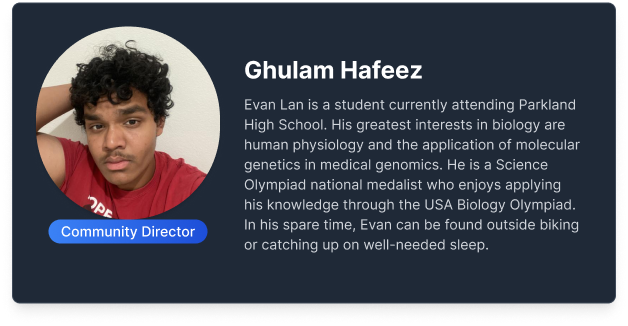 Ghulam Hafeez
Evan Lan is a student currently attending Parkland
High School. His greatest interests in biology are
human physiology and the application of molecular
genetics in medical genomics. He is a Science
Olympiad national medalist who enjoys applying
his knowledge through the USA Biology Olympiad.
In his spare time, Evan can be found outside biking
or catching up on well-needed sleep.
Community Director